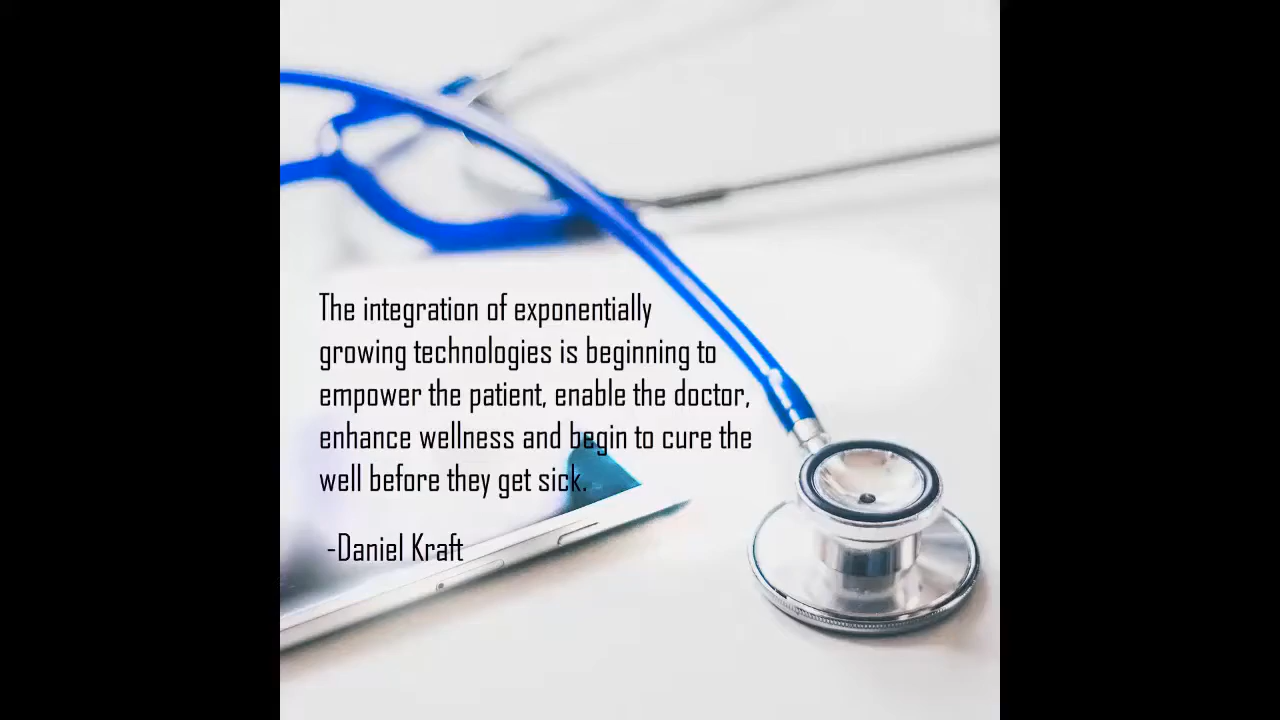 The integration of exponentially
growing technologies is beginning to
empower the patient, enable the doctor,
enhance wellness and begin to cure the
well before they get sick.
-Daniel Kraft